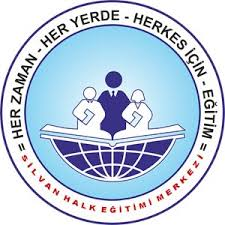 = HER ZAMAN - HER YERDE - HERKES İÇİN - EĞİTİM =
SİLVAN HALK EĞİTİMİ MERKEZİ